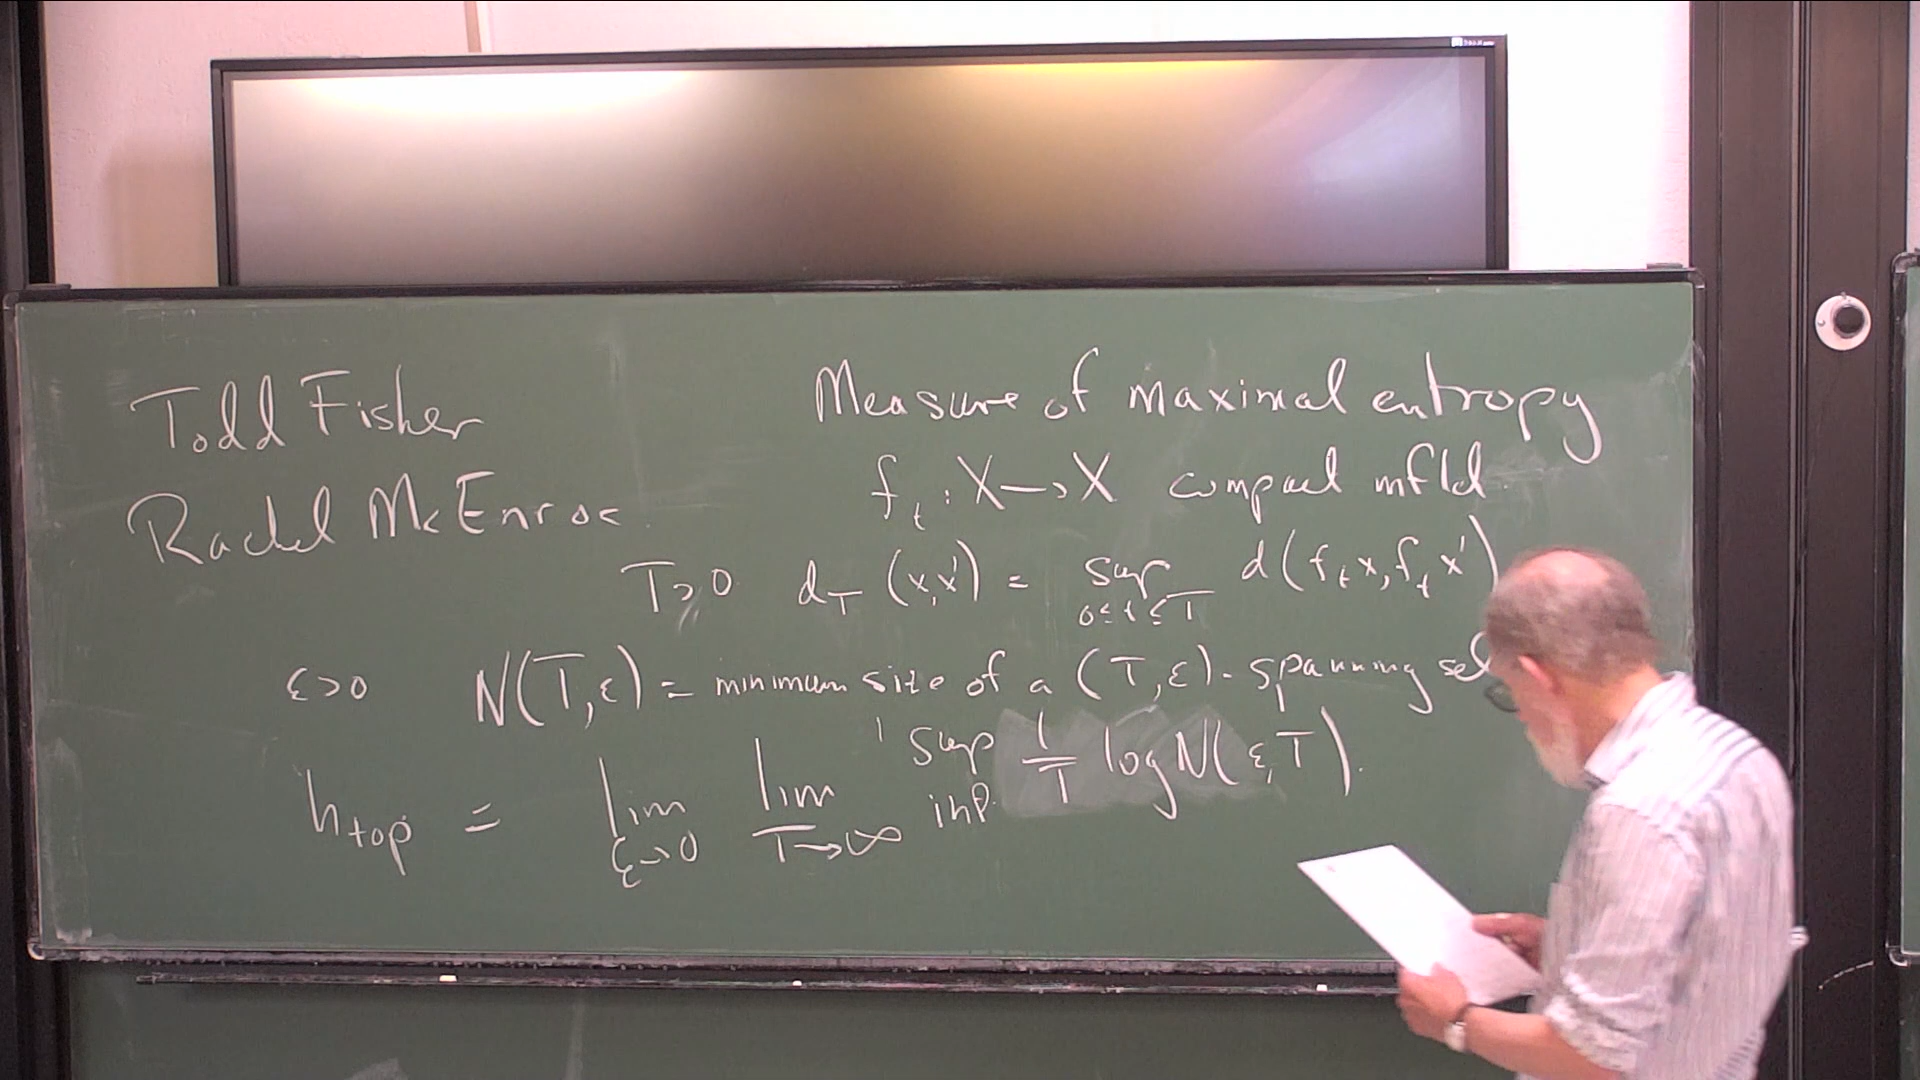 Todd Fisher
Rachel McEnroe
Measure of maximal entropy
f_t : X → X compact mfld
T>0 d_T (x,x') = sup_{0≤t≤T} d(f_t x, f_t x')
ε>0 N(T,ε) = minimum size of a (T,ε)-spanning set
h_top = lim_{ε→0} lim_{T→∞} sup inf 1/T log N(ε,T).